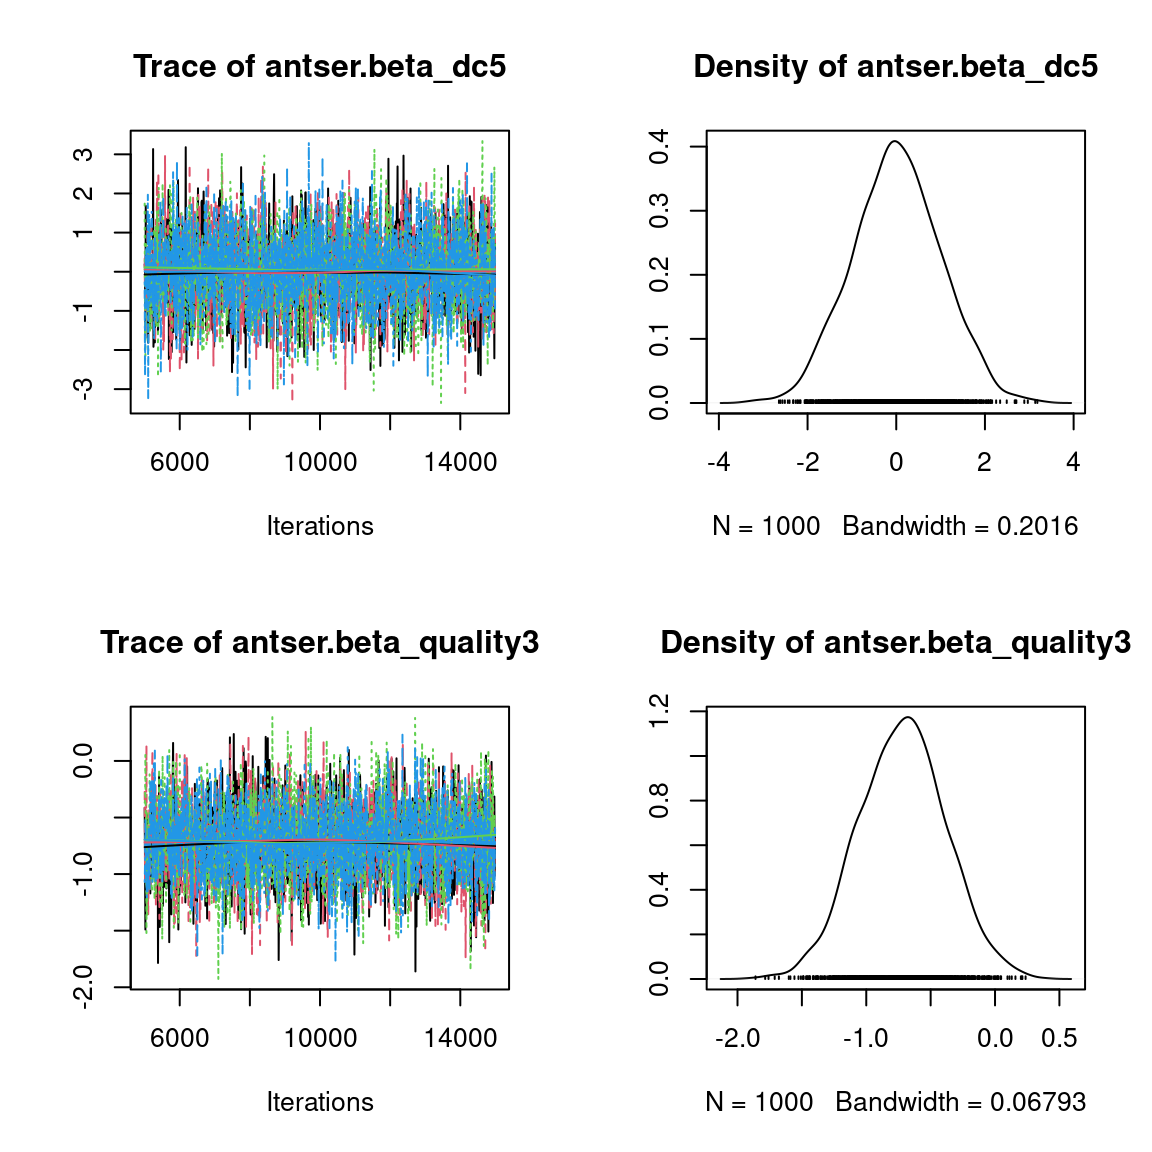 Trace of antser.beta_dc5
3
2
1
-1
-3
6000 10000 14000
Iterations
Density of antser.beta_dc5
0.4
0.3
0.2
0.1
0.0
-4 -2 0 2 4
N = 1000 Bandwidth = 0.2016
Trace of antser.beta_quality3
0.0
-1.0
-2.0
6000 10000 14000
Iterations
Density of antser.beta_quality3
1.2
0.8
0.4
0.0
-2.0 -1.0 0.0 0.5
N = 1000 Bandwidth = 0.06793